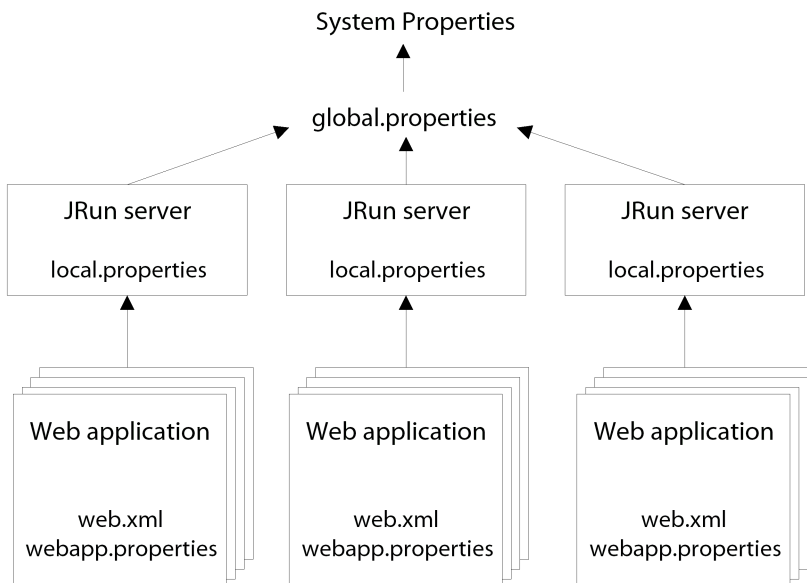 System Properties
global.properties
JRun server
local.properties
JRun server
local.properties
JRun server
local.properties
Web application
web.xml
webapp.properties
Web application
web.xml
webapp.properties
Web application
web.xml
webapp.properties